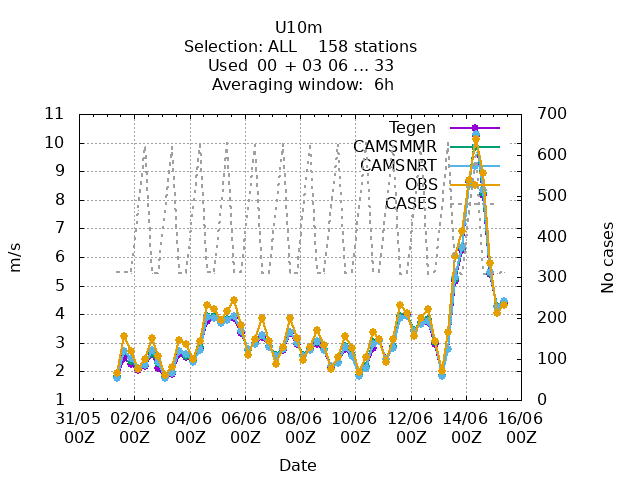 U10m
Selection: ALL 158 stations
Used 00 + 03 06 ... 33
Averaging window: 6h
11
10
9
8
7
6
5
4
3
2
1
m/s
700
600
500
400
300
200
100
0
No cases
Tegen
CAMSMMR
CAMSNRT
OBS
CASES
31/05 02/06 04/06 06/06 08/06 10/06 12/06 14/06 16/06
00Z 00Z 00Z 00Z 00Z 00Z 00Z 00Z 00Z
Date